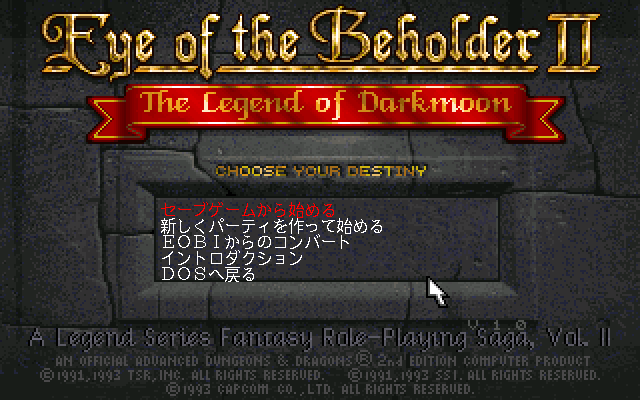 Eye of the Beholder II
The Legend of Darkmoon
CHOOSE YOUR DESTINY
セーブゲームから始める
新しくパーティを作って始める
EOBIからのコンバート
イントロダクション
DOSへ戻る
V 1.0
A Legend Series Fantasy Role-Playing Saga, Vol. II
AN OFFICIAL ADVANCED DUNGEONS & DRAGONS® 2nd EDITION COMPUTER PRODUCT
©1991,1993 TSR,INC. ALL RIGHTS RESERVED. ©1991,1993 SSI. ALL RIGHTS RESERVED.
©1993 CAPCOM CO.,LTD. ALL RIGHTS RESERVED.